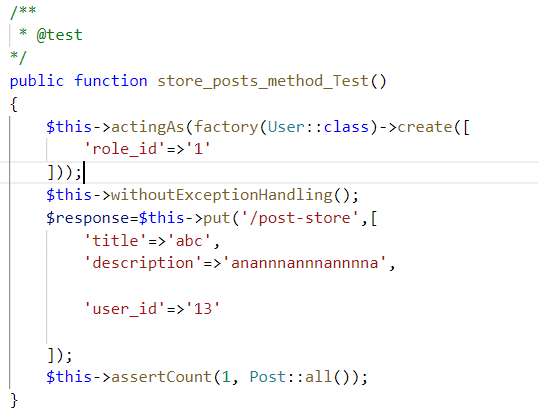 /**
* @test
*/
public function store_posts_method_Test()
{
$this->actingAs(factory(User::class)->create([
'role_id'=>'1'
]));
$this->withoutExceptionHandling();
$response=$this->put('/post-store',[
'title'=>'abc',
'description'=>'anannnannnannnna',
'user_id'=>'13'
]);
$this->assertCount(1, Post::all());
}